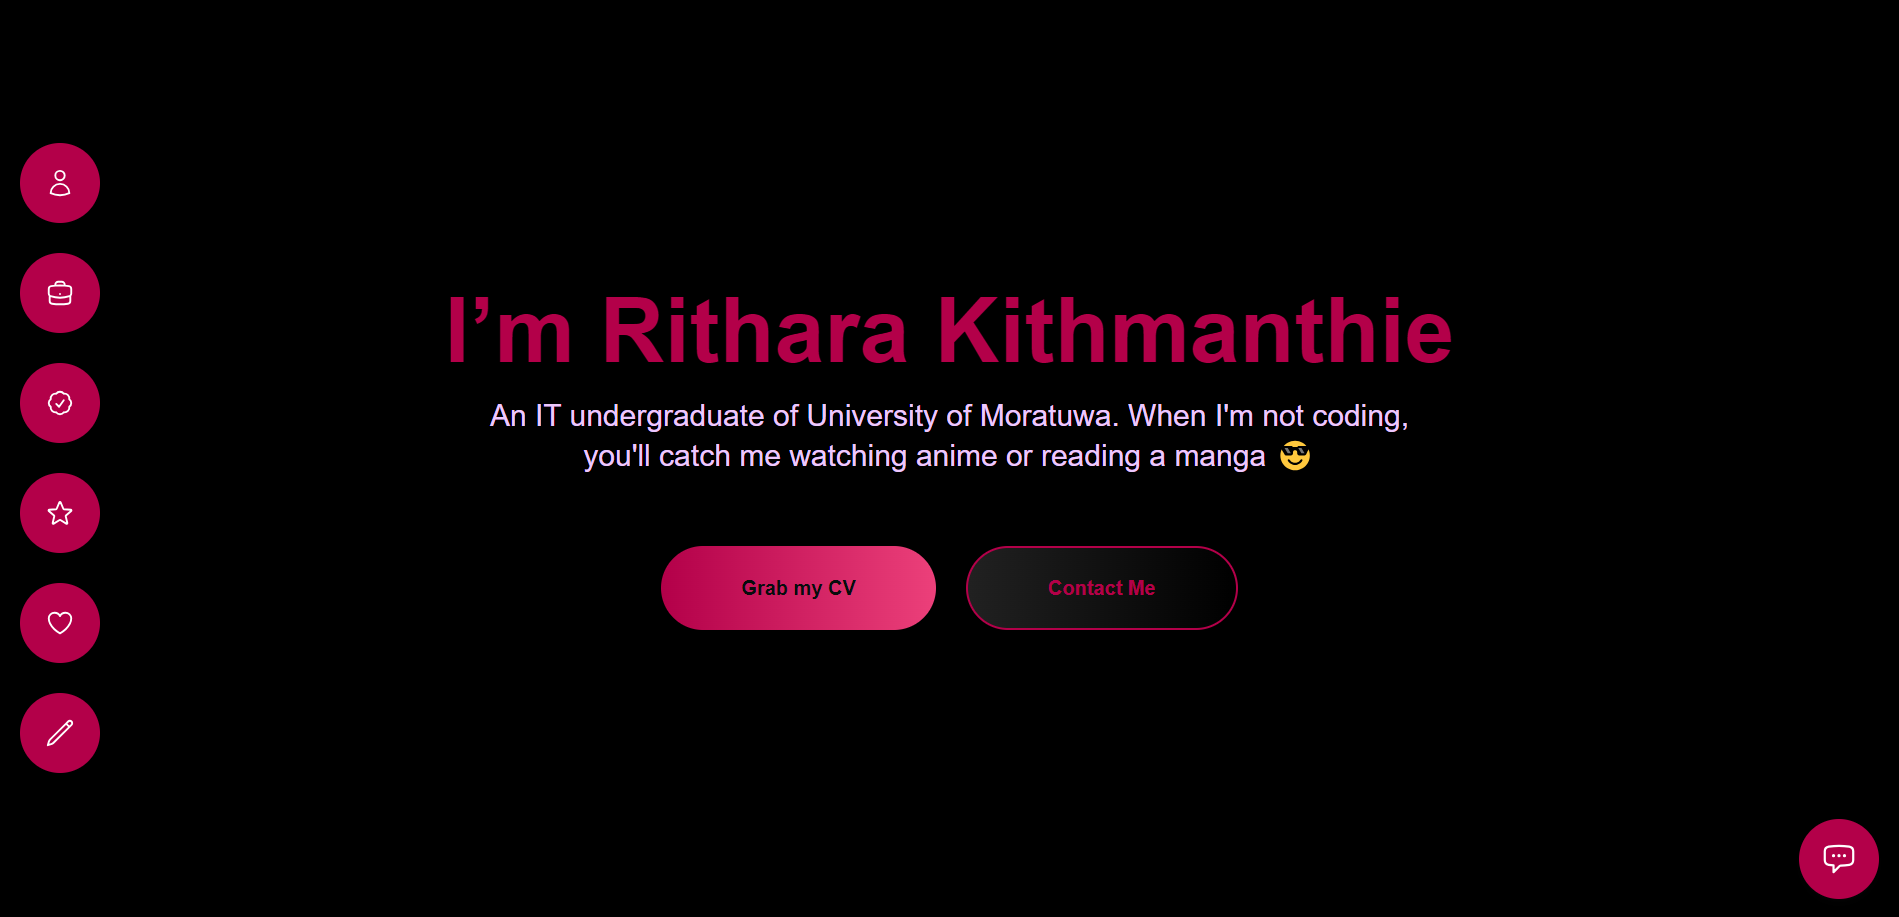 I’m Rithara Kithmanthie
An IT undergraduate of University of Moratuwa. When I'm not coding,
you'll catch me watching anime or reading a manga 😎
Grab my CV
Contact Me